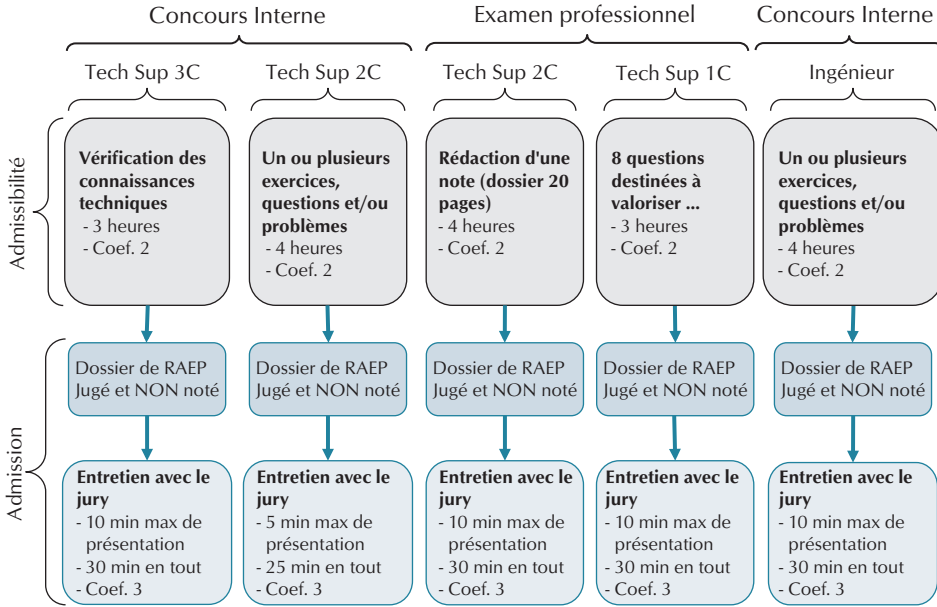 Concours Interne
Examen professionnel
Concours Interne
Tech Sup 3C
Tech Sup 2C
Tech Sup 2C
Tech Sup 1C
Ingénieur
Admissibilité
Vérification des
connaissances
techniques
- 3 heures
- Coef. 2
Un ou plusieurs
exercices,
questions et/ou
problèmes
- 4 heures
- Coef. 2
Rédaction d'une
note (dossier 20
pages)
- 4 heures
- Coef. 2
8 questions
destinées à
valoriser ...
- 3 heures
- Coef. 2
Un ou plusieurs
exercices,
questions et/ou
problèmes
- 4 heures
- Coef. 2
Admission
Dossier de RAEP
Jugé et NON noté
Dossier de RAEP
Jugé et NON noté
Dossier de RAEP
Jugé et NON noté
Dossier de RAEP
Jugé et NON noté
Dossier de RAEP
Jugé et NON noté
Entretien avec le
jury
- 10 min max de
présentation
- 30 min en tout
- Coef. 3
Entretien avec le
jury
- 5 min max de
présentation
- 25 min en tout
- Coef. 3
Entretien avec le
jury
- 10 min max de
présentation
- 30 min en tout
- Coef. 3
Entretien avec le
jury
- 10 min max de
présentation
- 30 min en tout
- Coef. 3
Entretien avec le
jury
- 10 min max de
présentation
- 30 min en tout
- Coef. 3